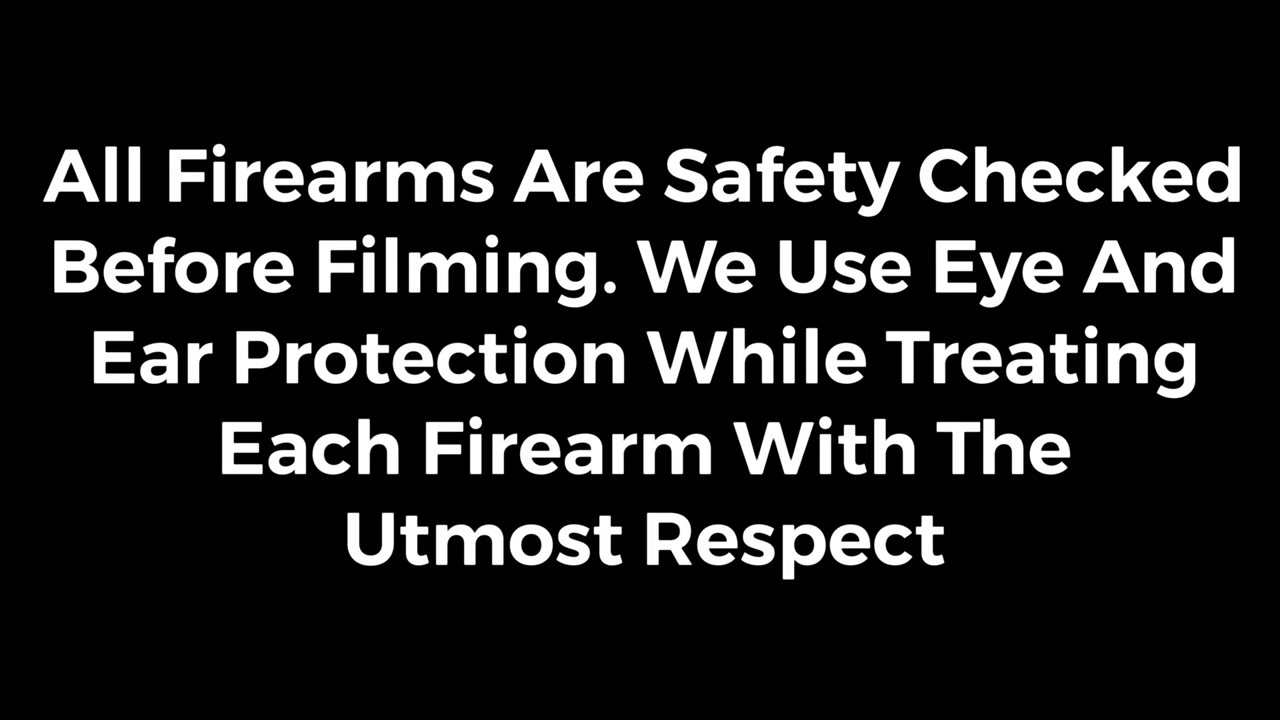 All Firearms Are Safety Checked
Before Filming. We Use Eye And
Ear Protection While Treating
Each Firearm With The
Utmost Respect